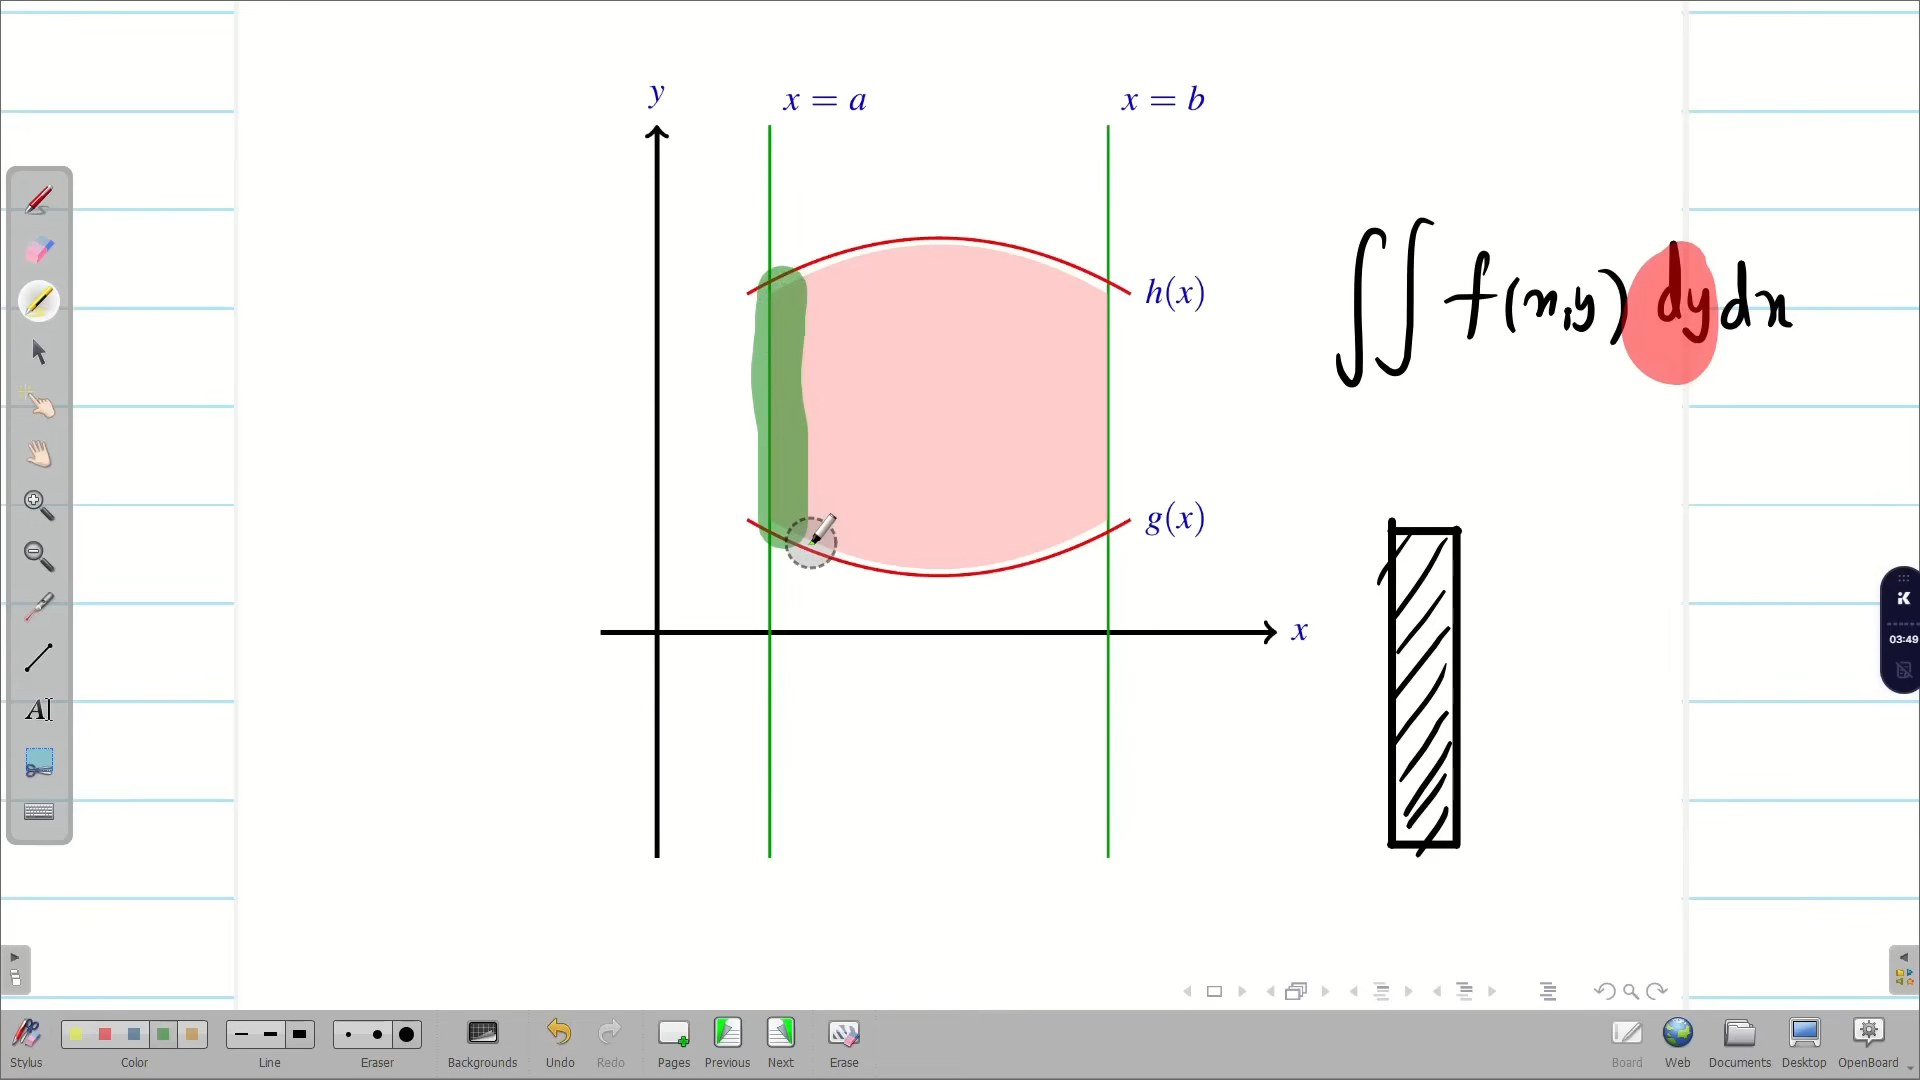 y
x = a
x = b
h(x)
∫∫ f(x,y) dy dx
g(x)
x
03:49
Stylus
Color
Line
Eraser
Backgrounds
Undo
Redo
Pages
Previous
Next
Erase
Board
Web
Documents
Desktop
OpenBoard